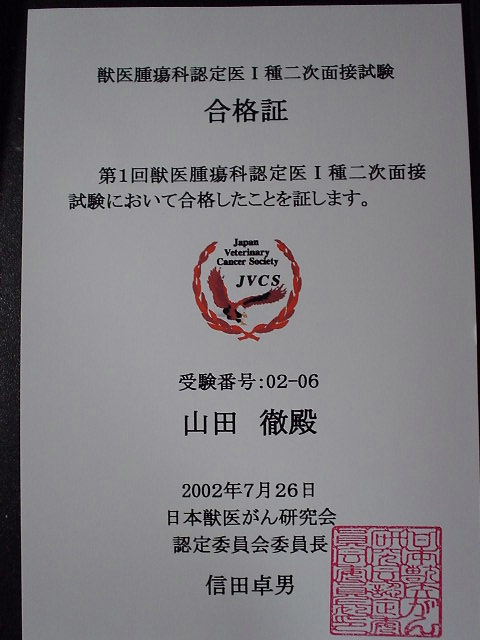 獣医腫瘍科認定医Ⅰ種二次面接試験
合格証
第1回獣医腫瘍科認定医Ⅰ種二次面接
試験において合格したことを証します。
Japan
Veterinary
Cancer Society
JVCS
受験番号:02-06
山田 徹殿
2002年7月26日
日本獣医がん研究会
認定委員会委員長
信田卓男